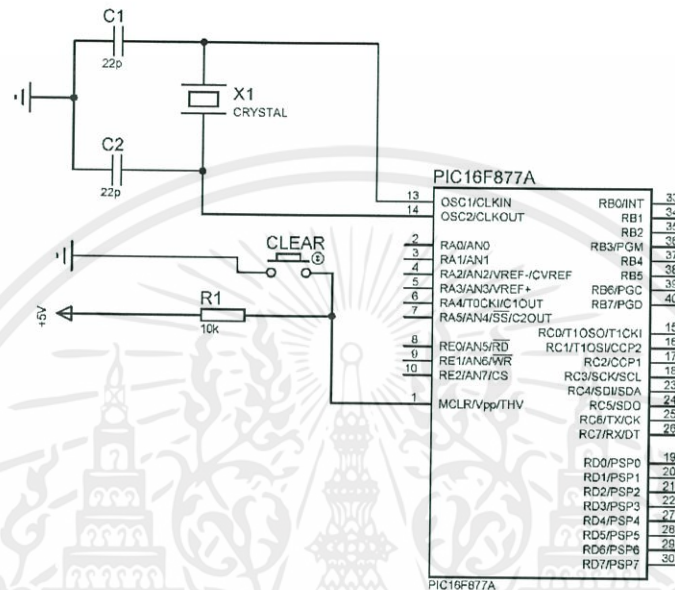 C1
22p
X1
CRYSTAL
C2
22p
CLEAR
R1
10k
+5V
PIC16F877A
13 OSC1/CLKIN
14 OSC2/CLKOUT
2 RA0/AN0
3 RA1/AN1
4 RA2/AN2/VREF-/CVREF
5 RA3/AN3/VREF+
6 RA4/T0CKI/C1OUT
7 RA5/AN4/SS/C2OUT
8 RE0/AN5/RD
9 RE1/AN6/WR
10 RE2/AN7/CS
1 MCLR/Vpp/THV
RB0/INT 33
RB1 34
RB2 35
RB3/PGM 36
RB4 37
RB5 38
RB6/PGC 39
RB7/PGD 40
RC0/T1OSO/T1CKI 15
RC1/T1OSI/CCP2 16
RC2/CCP1 17
RC3/SCK/SCL 18
RC4/SDI/SDA 23
RC5/SDO 24
RC6/TX/CK 25
RC7/RX/DT 26
RD0/PSP0 19
RD1/PSP1 20
RD2/PSP2 21
RD3/PSP3 22
RD4/PSP4 27
RD5/PSP5 28
RD6/PSP6 29
RD7/PSP7 30
PIC16F877A